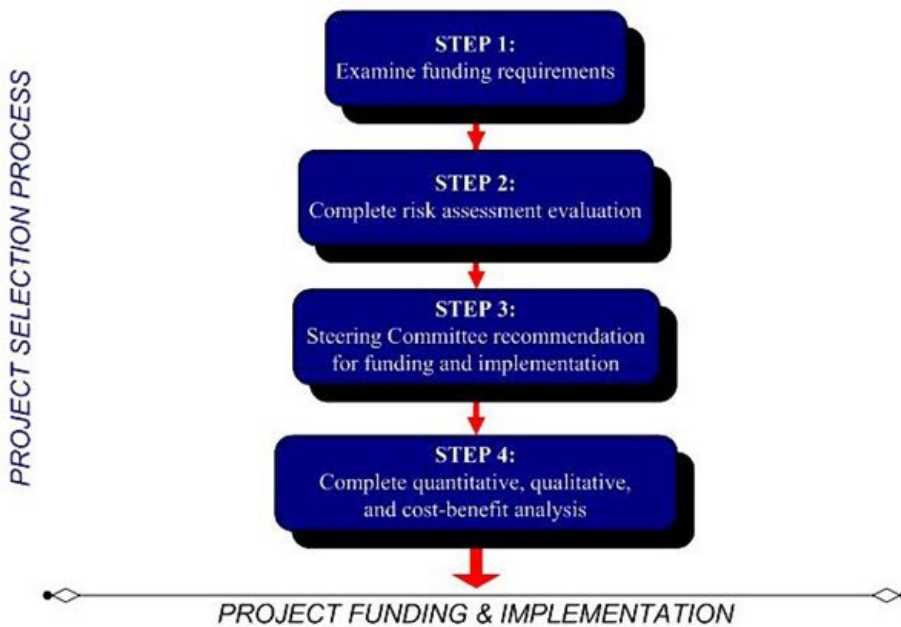 PROJECT SELECTION PROCESS
STEP 1:
Examine funding requirements
STEP 2:
Complete risk assessment evaluation
STEP 3:
Steering Committee recommendation
for funding and implementation
STEP 4:
Complete quantitative, qualitative,
and cost-benefit analysis
PROJECT FUNDING & IMPLEMENTATION